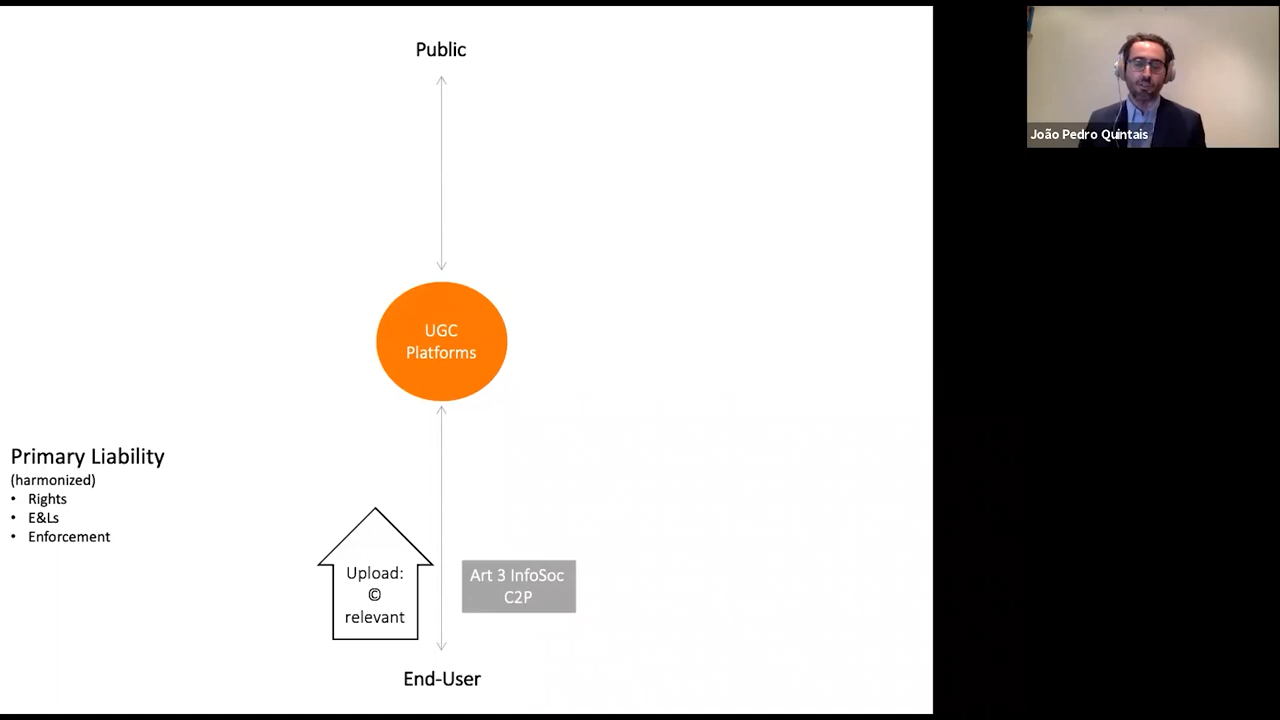 Public
UGC
Platforms
Primary Liability
(harmonized)
• Rights
• E&Ls
• Enforcement
Upload:
©
relevant
Art 3 InfoSoc
C2P
End-User
João Pedro Quintais